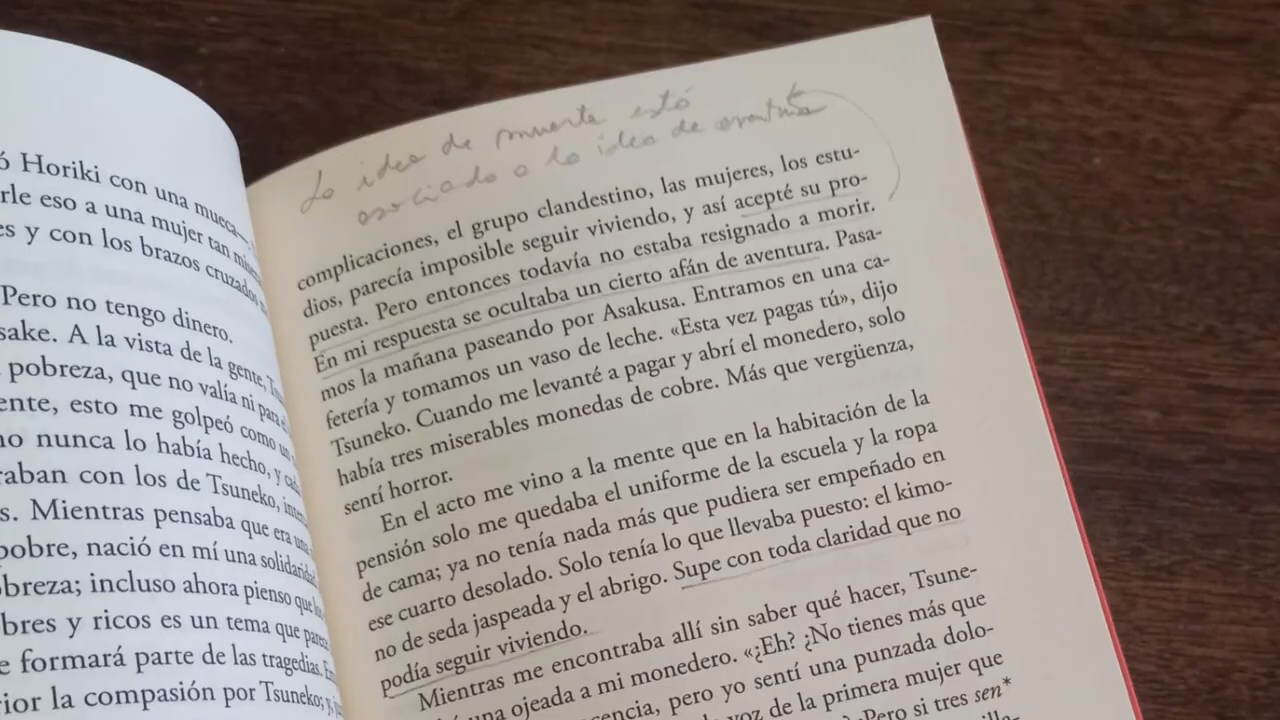 ó Horiki con una mueca—.
rle eso a una mujer tan
es y con los brazos cruzados
Pero no tengo dinero.
sake. A la vista de la gente,
pobreza, que no valía ni para
ente, esto me golpeó como
no nunca lo había hecho, y
raban con los de Tsuneko,
s. Mientras pensaba que era
pobre, nació en mí una solidaridad
obreza; incluso ahora pienso que
bres y ricos es un tema que
e formará parte de las tragedias.
rior la compasión por Tsuneko;
La idea de muerte está
asociada a la idea de aventura
complicaciones, el grupo clandestino, las mujeres, los estu-
dios, parecía imposible seguir viviendo, y así acepté su pro-
puesta. Pero entonces todavía no estaba resignado a morir.
En mi respuesta se ocultaba un cierto afán de aventura. Pasa-
mos la mañana paseando por Asakusa. Entramos en una ca-
fetería y tomamos un vaso de leche. «Esta vez pagas tú», dijo
Tsuneko. Cuando me levanté a pagar y abrí el monedero, solo
había tres miserables monedas de cobre. Más que vergüenza,
sentí horror.
En el acto me vino a la mente que en la habitación de la
pensión solo me quedaba el uniforme de la escuela y la ropa
de cama; ya no tenía nada más que pudiera ser empeñado en
ese cuarto desolado. Solo tenía lo que llevaba puesto: el kimo-
no de seda jaspeada y el abrigo. Supe con toda claridad que no
podía seguir viviendo.
Mientras me encontraba allí sin saber qué hacer, Tsune-
una ojeada a mi monedero. «¿Eh? ¿No tienes más que
cencia, pero yo sentí una punzada dolo-
voz de la primera mujer que
¿Pero si tres sen*